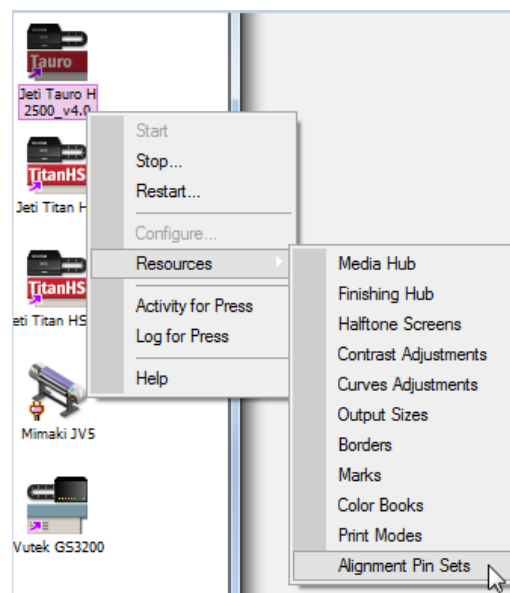 Tauro
Jeti Tauro H
2500_v4.0
TitanHS
Jeti Titan H
TitanHS
eti Titan HS
Mimaki JV5
Vutek GS3200
Start
Stop...
Restart...
Configure...
Resources
Activity for Press
Log for Press
Help
Media Hub
Finishing Hub
Halftone Screens
Contrast Adjustments
Curves Adjustments
Output Sizes
Borders
Marks
Color Books
Print Modes
Alignment Pin Sets